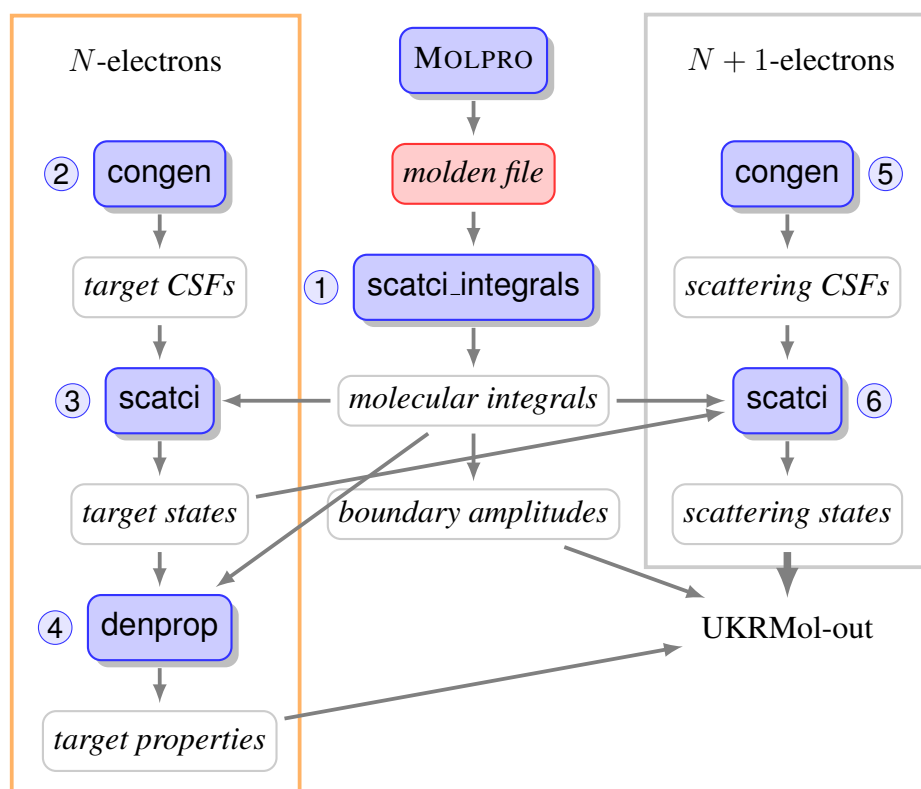 N-electrons
MOLPRO
N + 1-electrons
2
congen
molden file
congen
5
target CSFs
1
scatci_integrals
scattering CSFs
3
scatci
molecular integrals
scatci
6
target states
boundary amplitudes
scattering states
4
denprop
UKRMol-out
target properties